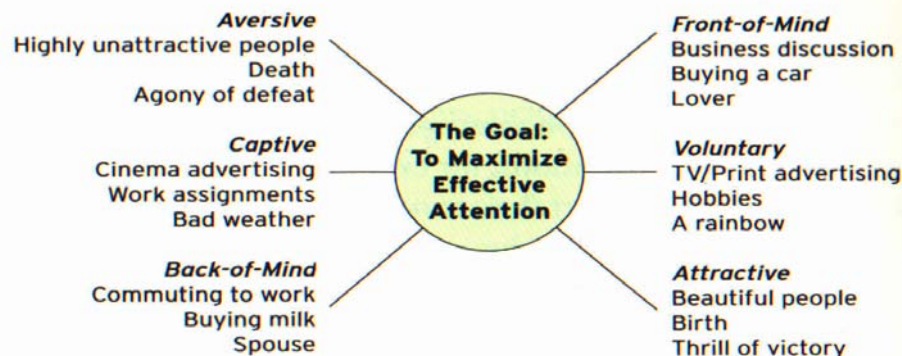 Aversive
Highly unattractive people
Death
Agony of defeat
Captive
Cinema advertising
Work assignments
Bad weather
Back-of-Mind
Commuting to work
Buying milk
Spouse
The Goal:
To Maximize
Effective
Attention
Front-of-Mind
Business discussion
Buying a car
Lover
Voluntary
TV/Print advertising
Hobbies
A rainbow
Attractive
Beautiful people
Birth
Thrill of victory